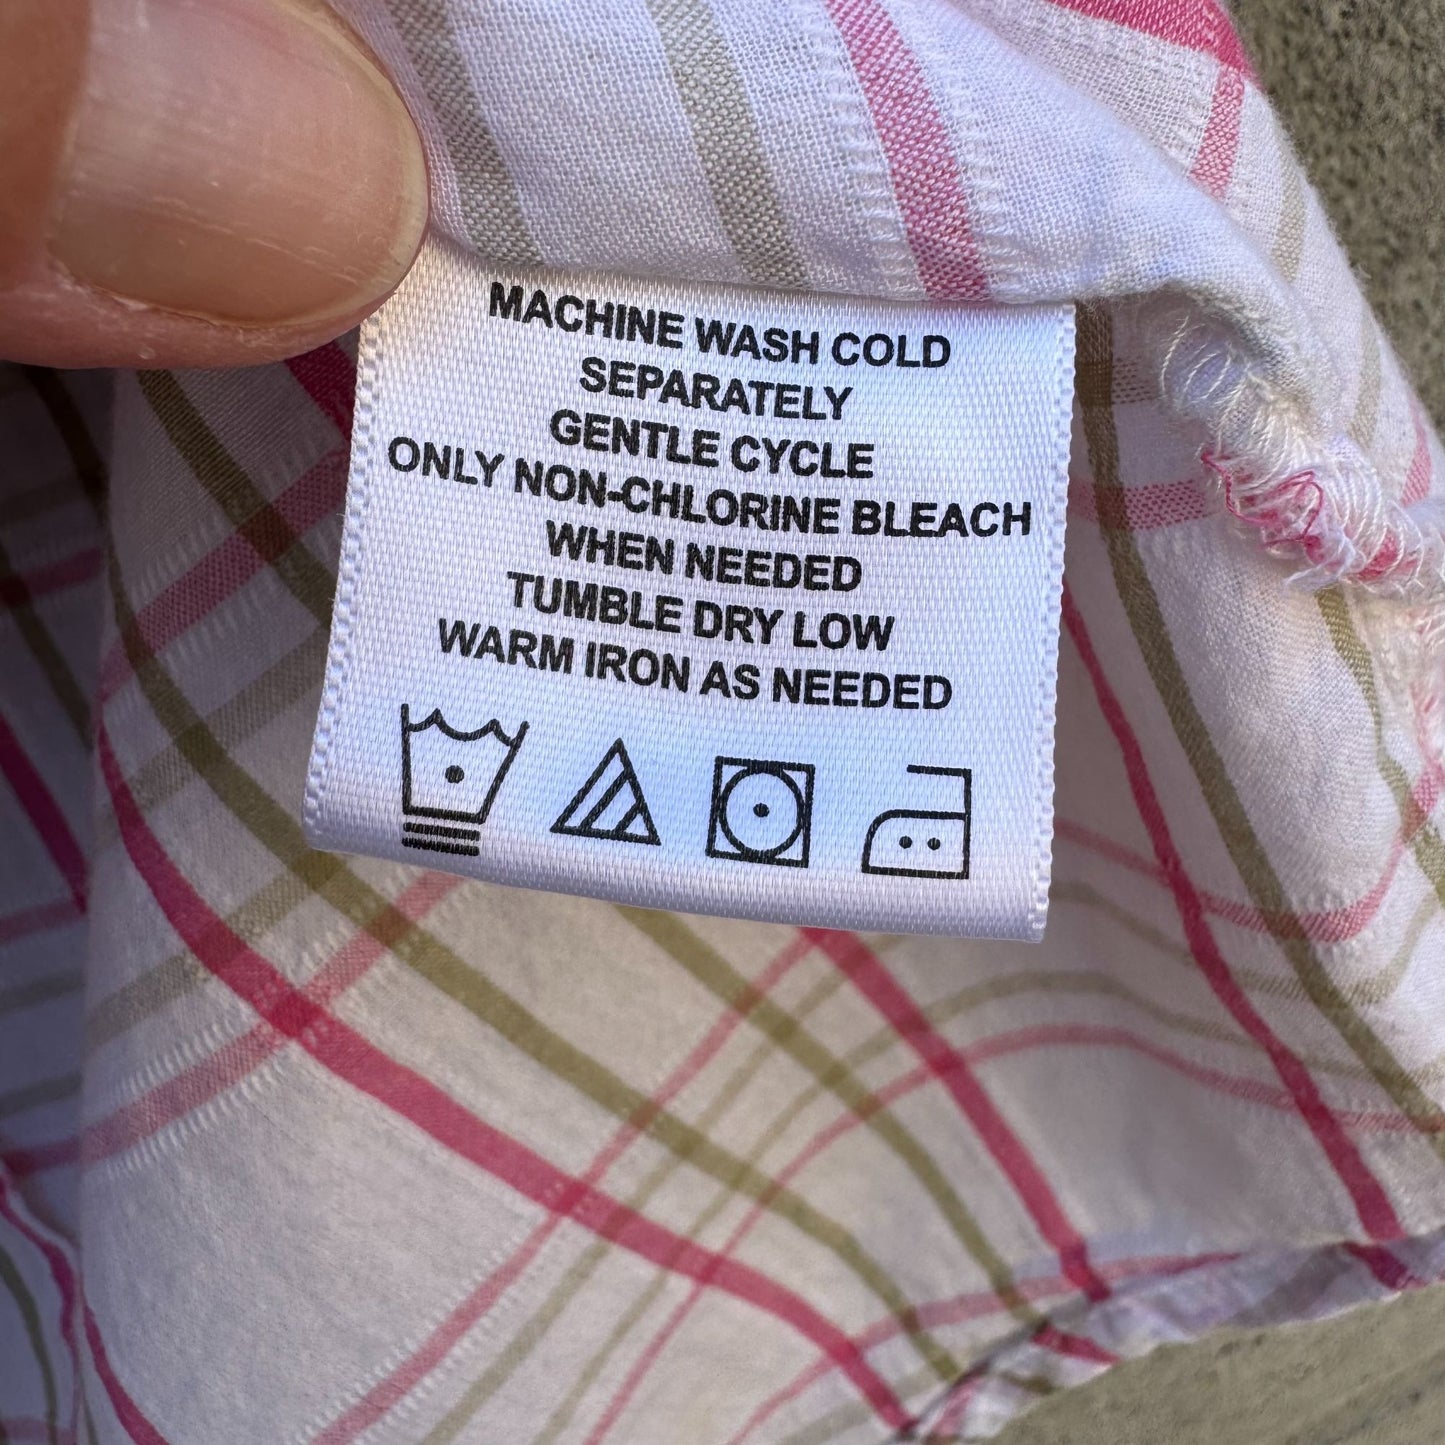 MACHINE WASH COLD
SEPARATELY
GENTLE CYCLE
ONLY NON-CHLORINE BLEACH
WHEN NEEDED
TUMBLE DRY LOW
WARM IRON AS NEEDED